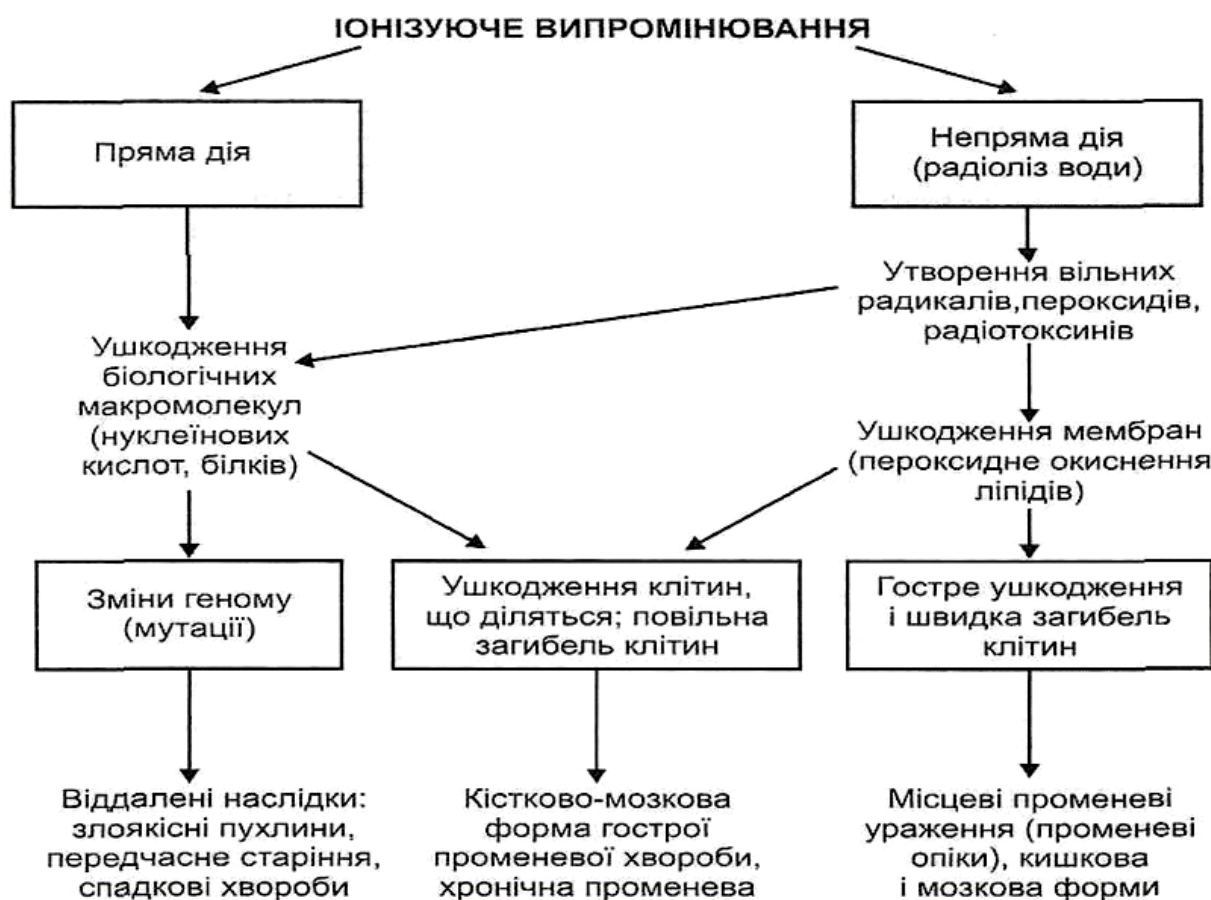 ІОНІЗУЮЧЕ ВИПРОМІНЮВАННЯ
Пряма дія
Непряма дія
(радіоліз води)
Утворення вільних
радикалів,пероксидів,
радіотоксинів
Ушкодження
біологічних
макромолекул
(нуклеїнових
кислот, білків)
Ушкодження мембран
(пероксидне окиснення
ліпідів)
Зміни геному
(мутації)
Ушкодження клітин,
що діляться; повільна
загибель клітин
Гостре ушкодження
і швидка загибель
клітин
Віддалені наслідки:
злоякісні пухлини,
передчасне старіння,
спадкові хвороби
Кістково-мозкова
форма гострої
променевої хвороби,
хронічна променева
Місцеві променеві
ураження (променеві
опіки), кишкова
і мозкова форми